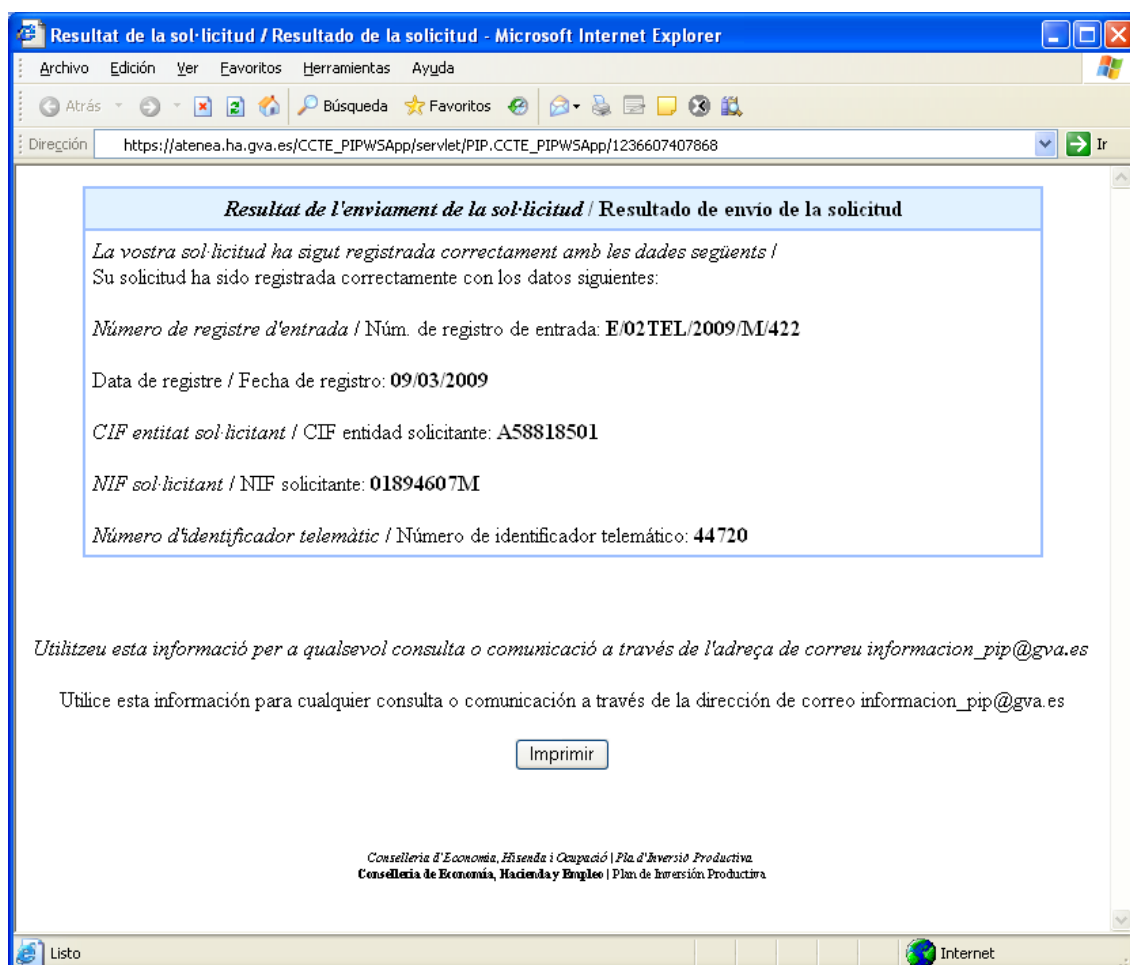 Resultat de la sol·licitud / Resultado de la solicitud - Microsoft Internet Explorer
Archivo Edición Ver Favoritos Herramientas Ayuda
Atrás Búsqueda Favoritos
Dirección https://atenea.ha.gva.es/CCTE_PIPWSApp/servlet/PIP.CCTE_PIPWSApp/1236607407868 Ir
Resultat de l'enviament de la sol·licitud / Resultado de envío de la solicitud
La vostra sol·licitud ha sigut registrada correctament amb les dades següents /
Su solicitud ha sido registrada correctamente con los datos siguientes:
Número de registre d'entrada / Núm. de registro de entrada: E/02TEL/2009/M/422
Data de registre / Fecha de registro: 09/03/2009
CIF entitat sol·licitant / CIF entidad solicitante: A58818501
NIF sol·licitant / NIF solicitante: 01894607M
Número d'identificador telemàtic / Número de identificador telemático: 44720
Utilitzeu esta informació per a qualsevol consulta o comunicació a través de l'adreça de correu informacion_pip@gva.es
Utilice esta información para cualquier consulta o comunicación a través de la dirección de correo informacion_pip@gva.es
Imprimir
Conselleria d'Economia, Hisenda i Ocupació | Pla d'Inversió Productiva
Conselleria de Economía, Hacienda y Empleo | Plan de Inversión Productiva
Listo Internet